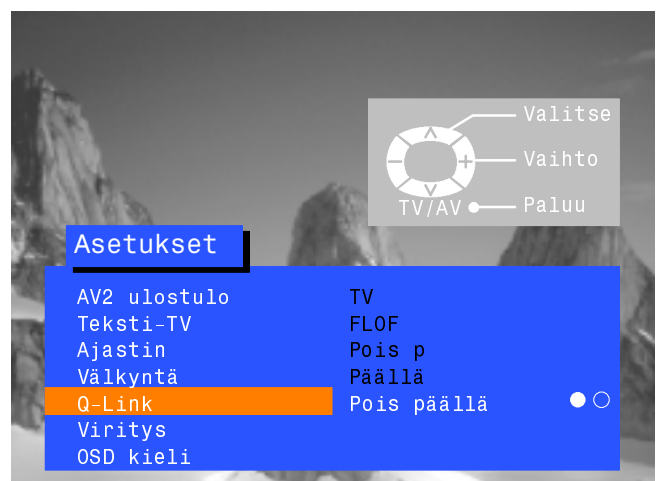 Valitse
Vaihto
TV/AV Paluu
Asetukset
AV2 ulostulo TV
Teksti-TV FLOF
Ajastin Pois p
Välkyntä Päällä
Q-Link Pois päällä
Viritys
OSD kieli